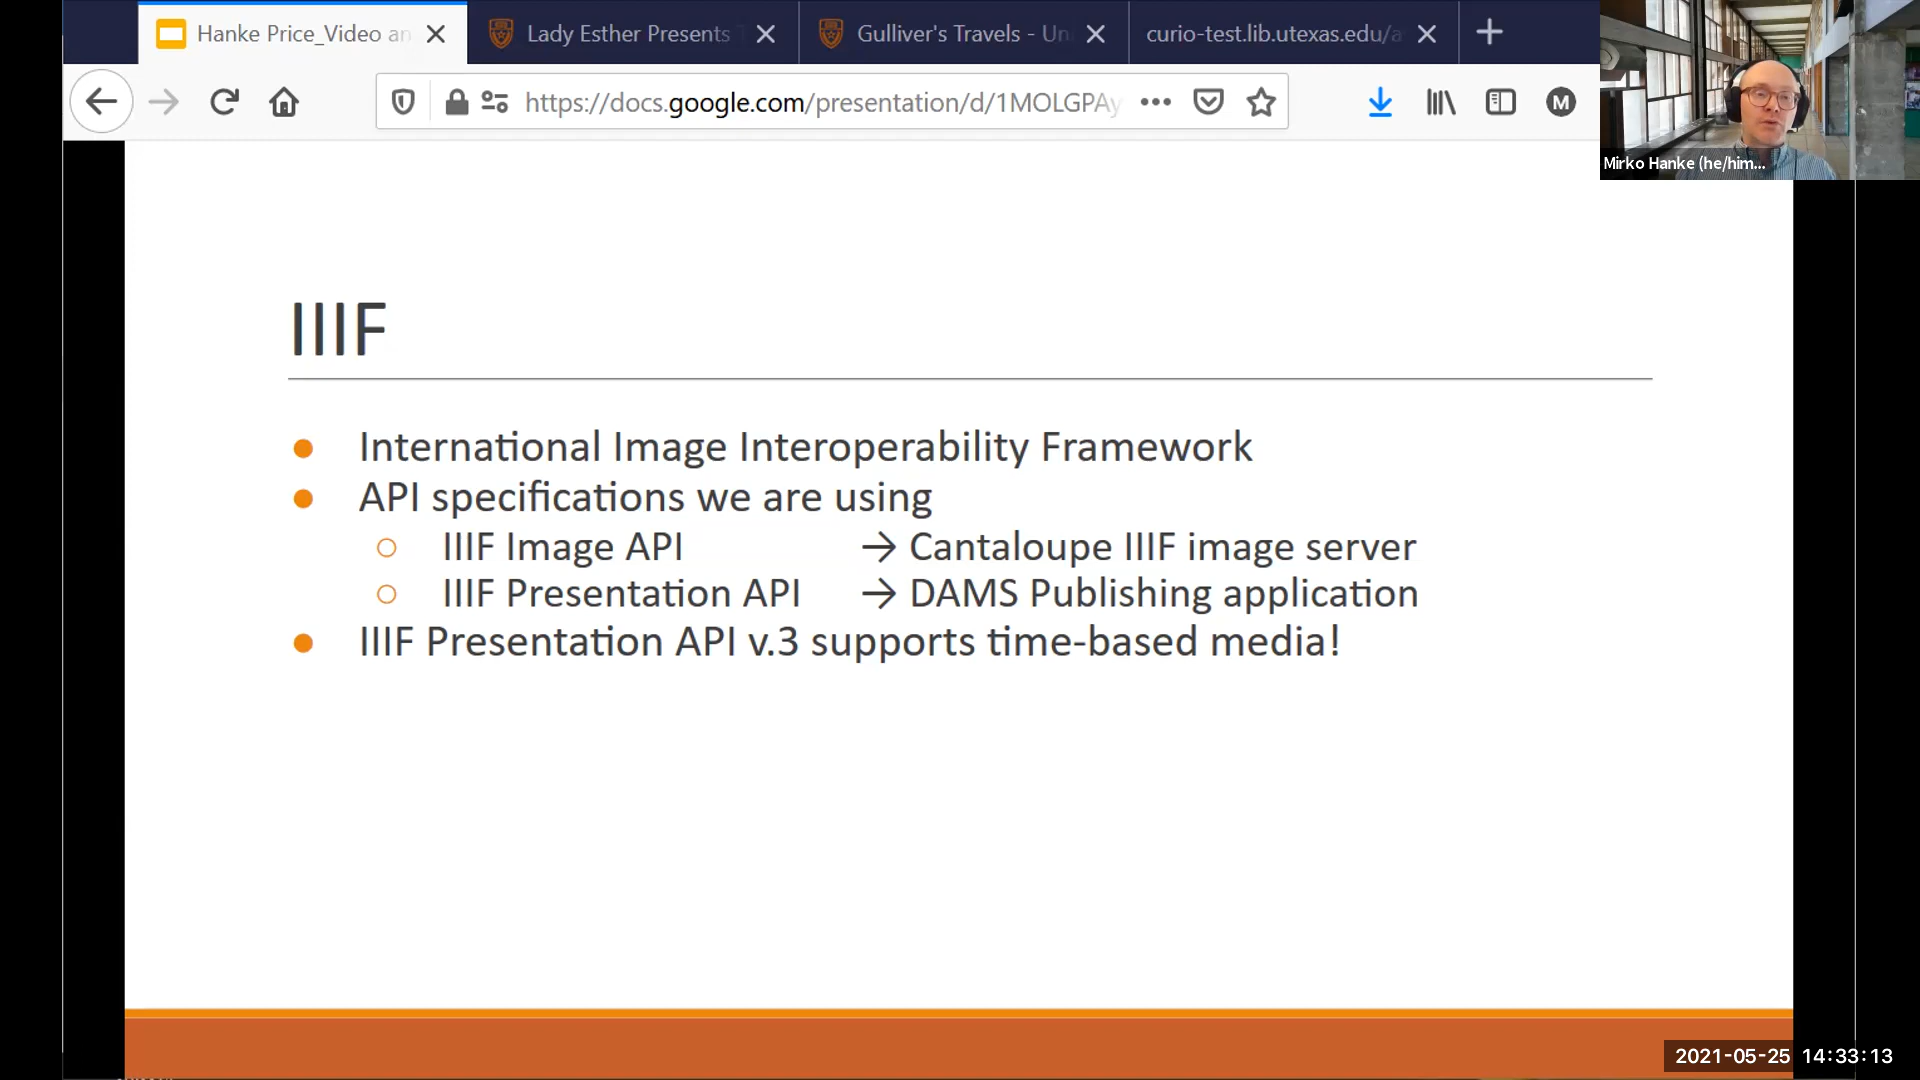 Hanke Price_Video an
Lady Esther Presents
Gulliver's Travels - Un
curio-test.lib.utexas.edu/a
https://docs.google.com/presentation/d/1MOLGPAy
M
Mirko Hanke (he/him...
IIIF
International Image Interoperability Framework
API specifications we are using
IIIF Image API → Cantaloupe IIIF image server
IIIF Presentation API → DAMS Publishing application
IIIF Presentation API v.3 supports time-based media!
2021-05-25 14:33:13